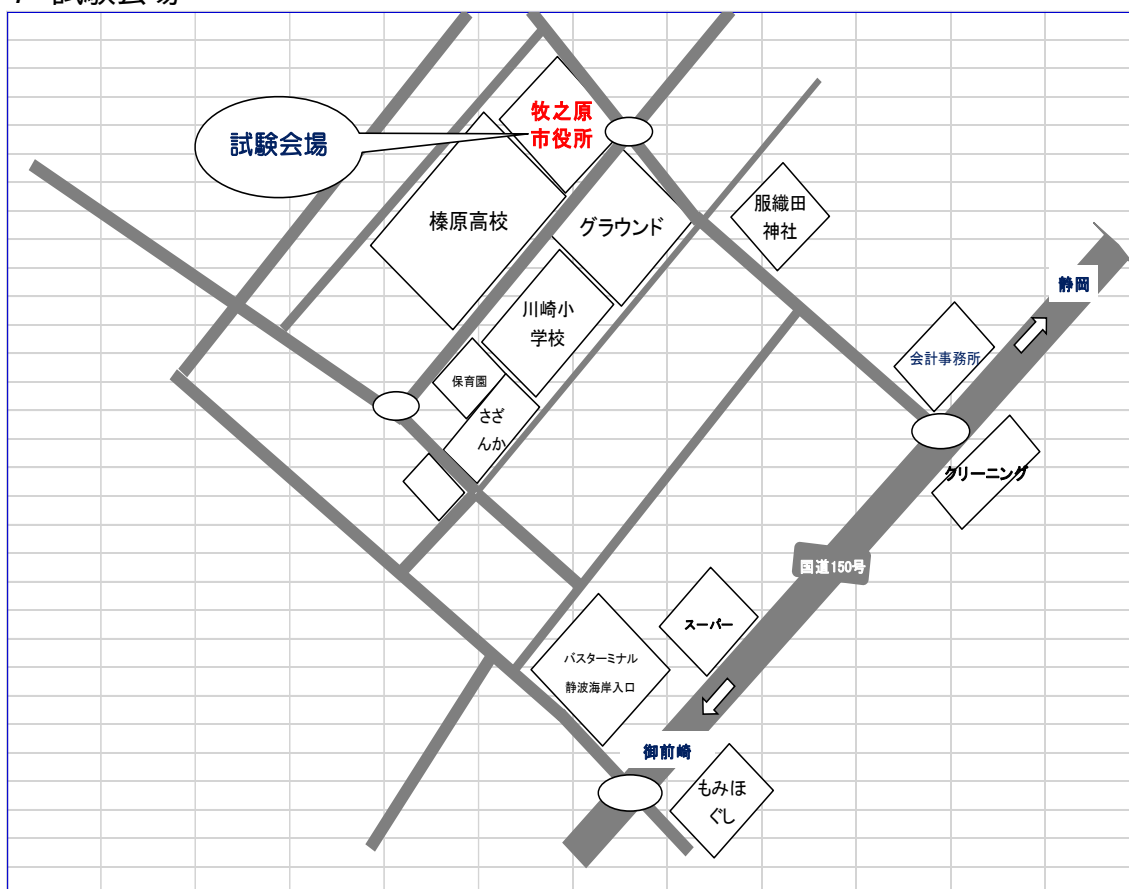 試験会場
牧之原
市役所
試験会場
榛原高校
グラウンド
服織田
神社
静岡
川崎小
学校
会計事務所
保育園
さざ
んか
クリーニング
国道150号
スーパー
バスターミナル
静波海岸入口
御前崎
もみほ
ぐし